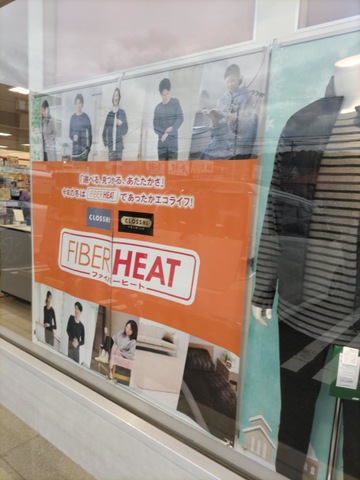 「選べる、見つかる、あたたかさ」
今年の冬は FIBER HEAT であったかエコライフ!
CLOSSHI
CLOSSHI
PREMIUM
FIBER HEAT
ファイバーヒート